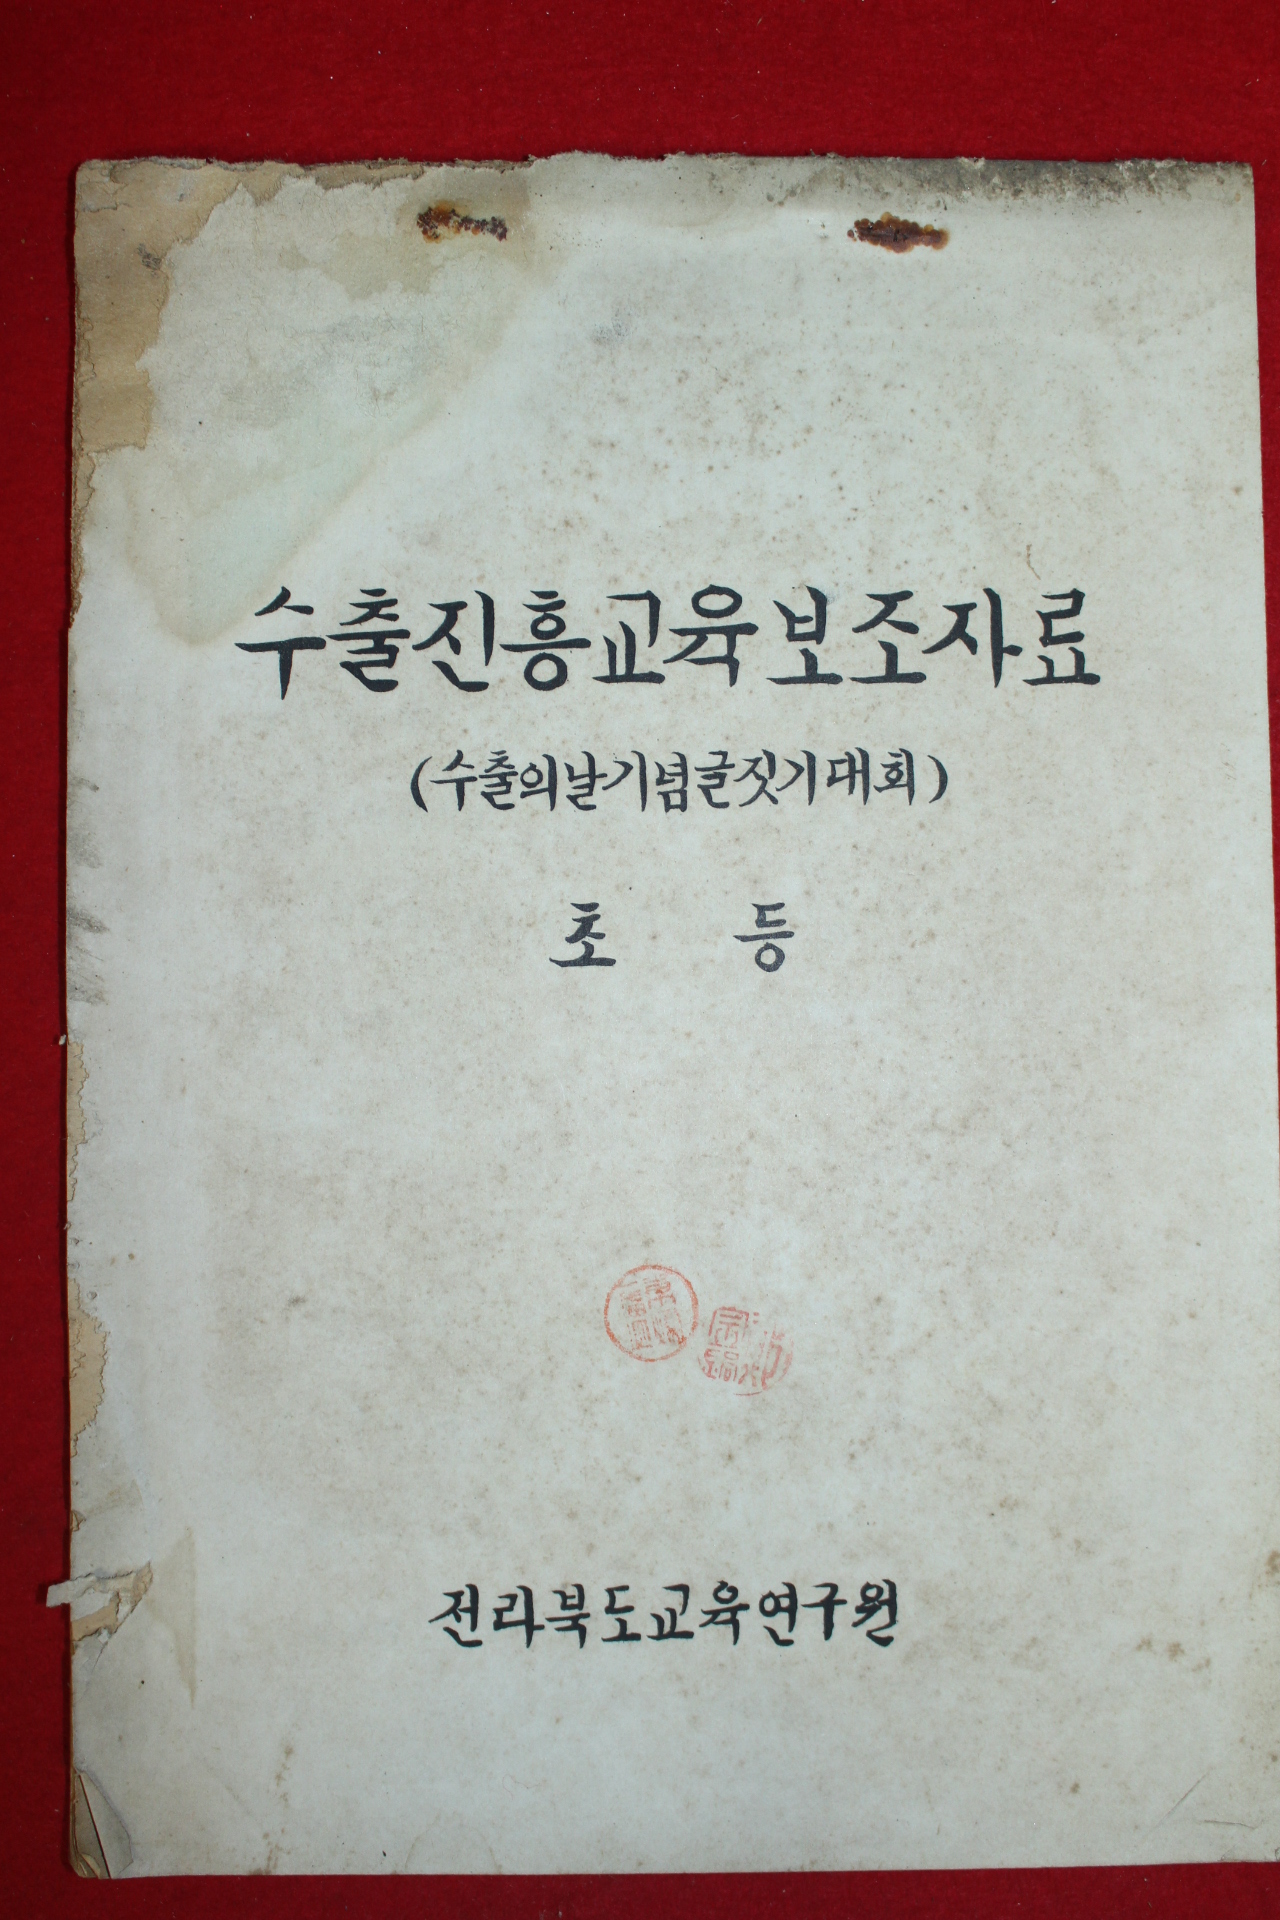 수출진흥교육보조자료
(수출의날기념글짓기대회)
초 등
전라북도교육연구원